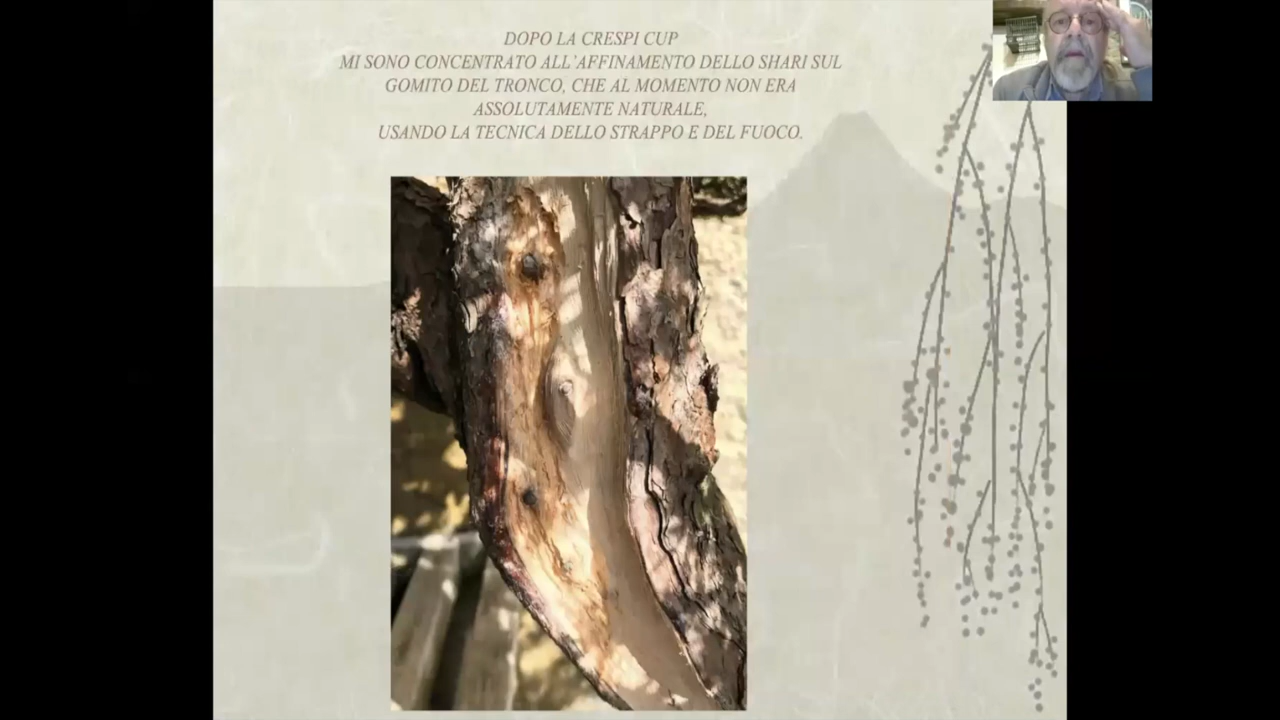 DOPO LA CRESPI CUP
MI SONO CONCENTRATO ALL'AFFINAMENTO DELLO SHARI SUL
GOMITO DEL TRONCO, CHE AL MOMENTO NON ERA
ASSOLUTAMENTE NATURALE,
USANDO LA TECNICA DELLO STRAPPO E DEL FUOCO.